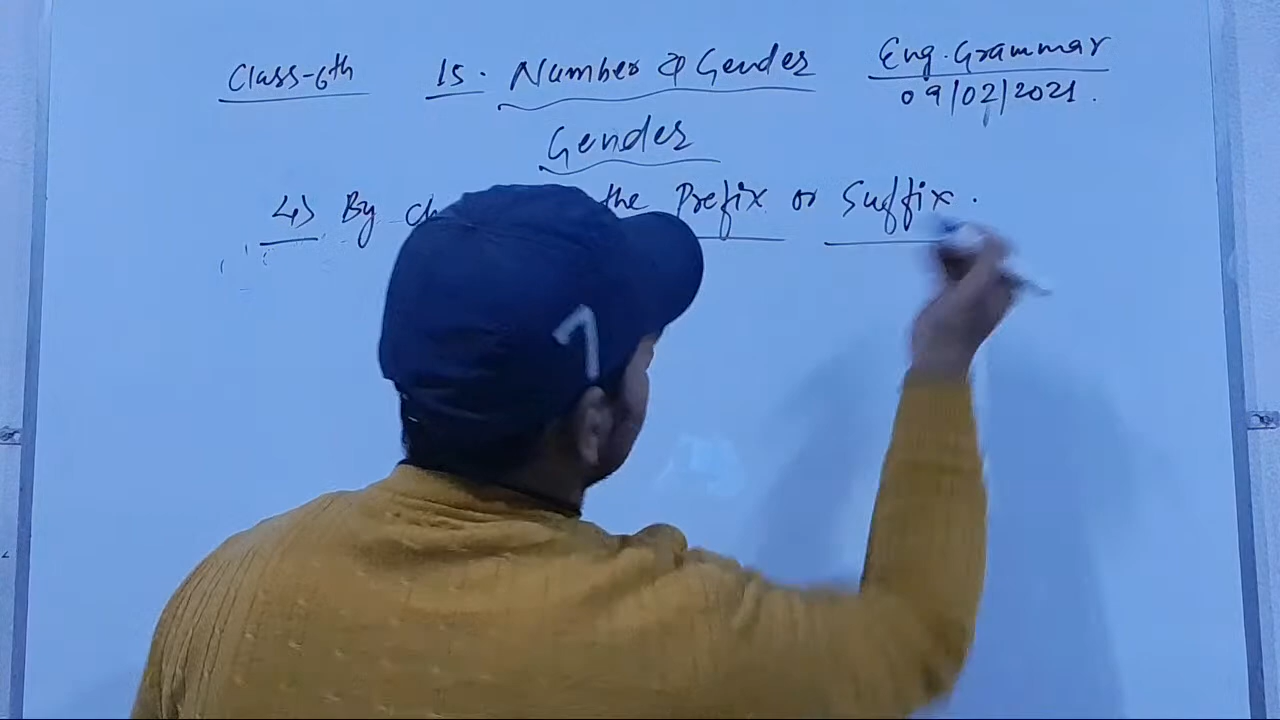 Class-6th 15. Number & Gender Eng. Grammar
09/02/2021.
Gender
4) By the Prefix or Suffix.